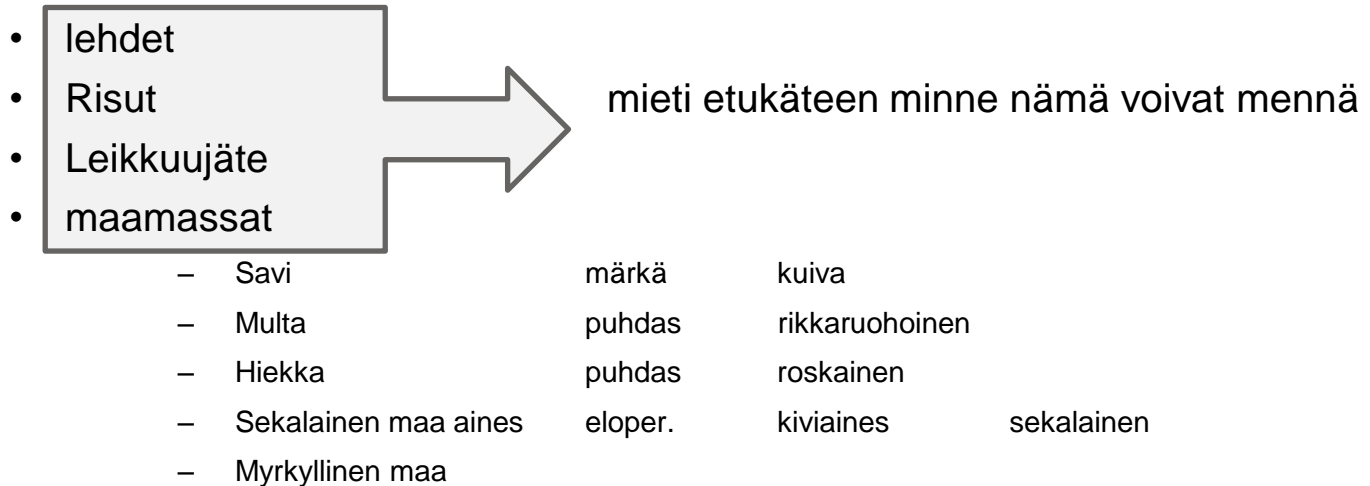 • lehdet
• Risut mieti etukäteen minne nämä voivat mennä
• Leikkuujäte
• maamassat
– Savi märkä kuiva
– Multa puhdas rikkaruohoinen
– Hiekka puhdas roskainen
– Sekalainen maa aines eloper. kiviaines sekalainen
– Myrkyllinen maa